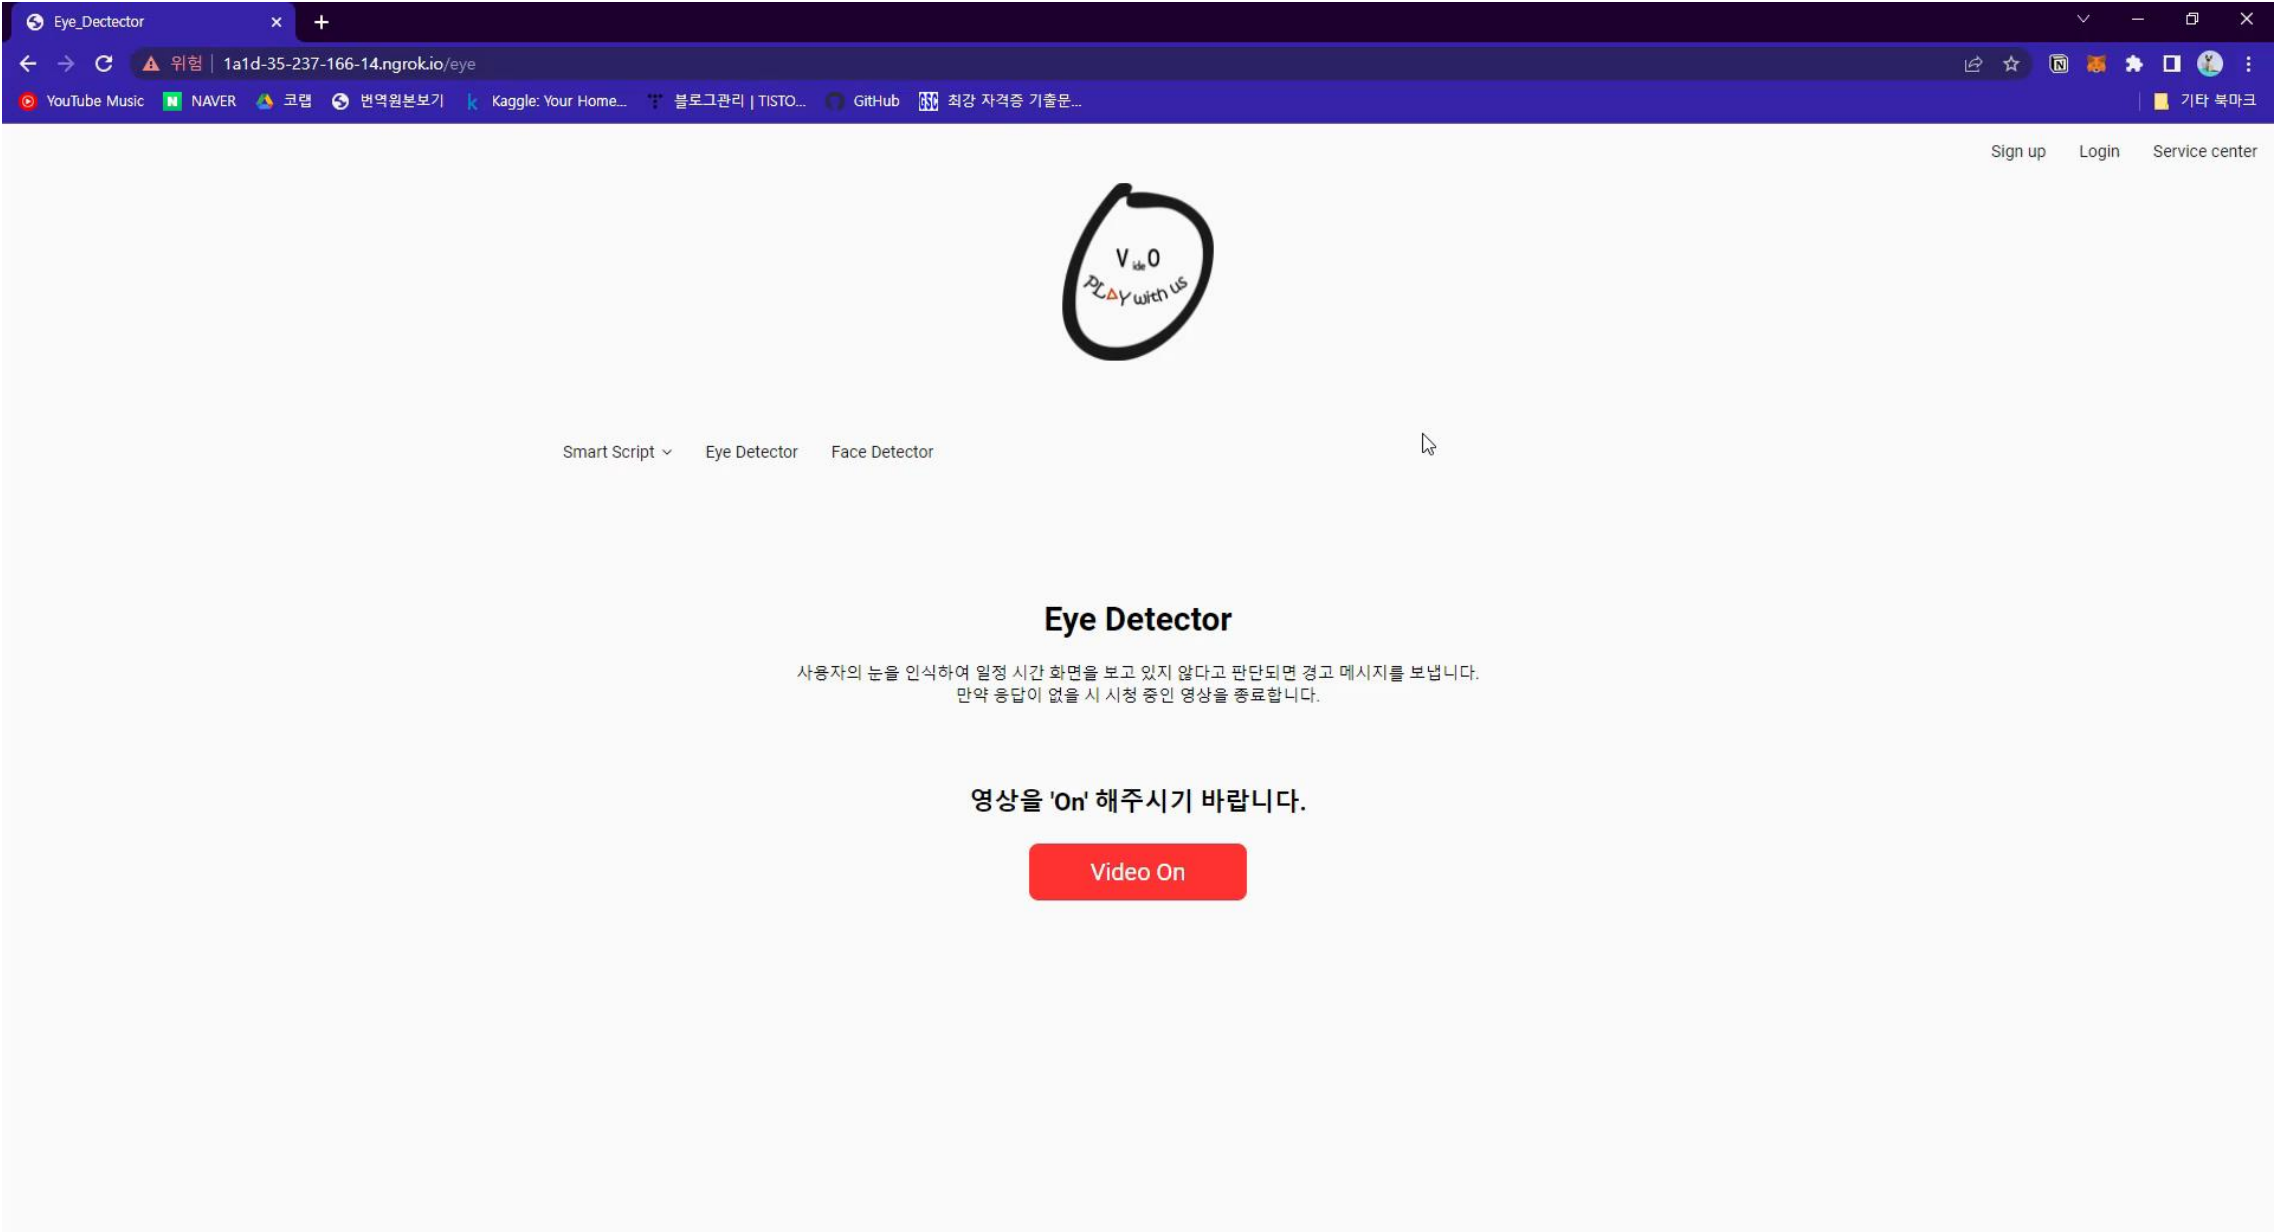 Eye_Dectector
위험 | 1a1d-35-237-166-14.ngrok.io/eye
YouTube Music NAVER 코랩 번역원본보기 Kaggle: Your Home... 블로그관리 | TISTO... GitHub 최강 자격증 기출문... 기타 북마크
Sign up Login Service center
V ide O
PLAY with us
Smart Script Eye Detector Face Detector
Eye Detector
사용자의 눈을 인식하여 일정 시간 화면을 보고 있지 않다고 판단되면 경고 메시지를 보냅니다.
만약 응답이 없을 시 시청 중인 영상을 종료합니다.
영상을 'On' 해주시기 바랍니다.
Video On